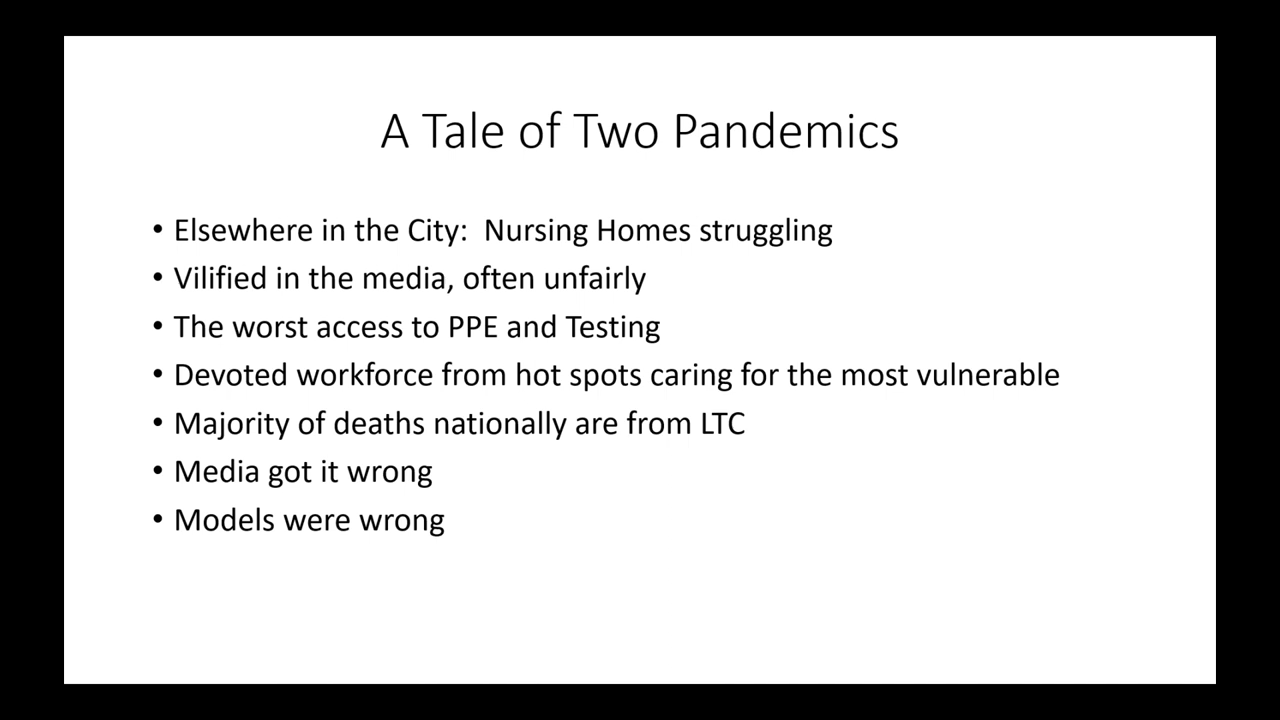 A Tale of Two Pandemics
• Elsewhere in the City:  Nursing Homes struggling
• Vilified in the media, often unfairly
• The worst access to PPE and Testing
• Devoted workforce from hot spots caring for the most vulnerable
• Majority of deaths nationally are from LTC
• Media got it wrong
• Models were wrong